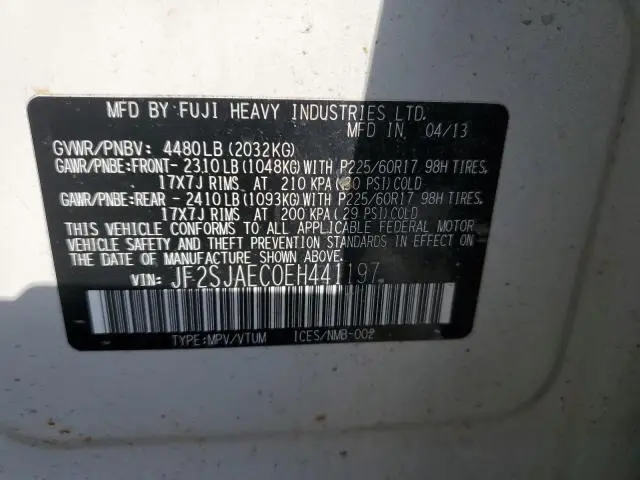 MFD BY FUJI HEAVY INDUSTRIES LTD.
MFD IN 04/13
GVWR/PNBV: 4480LB (2032KG)
GAWR/PNBE:FRONT- 2310LB (1048KG) WITH P225/60R17 98H TIRES,
17X7J RIMS, AT 210 KPA (30 PSI) COLD
GAWR/PNBE:REAR - 2410LB (1093KG) WITH P225/60R17 98H TIRES,
17X7J RIMS, AT 200 KPA (29 PSI) COLD
THIS VEHICLE CONFORMS TO ALL APPLICABLE FEDERAL MOTOR
VEHICLE SAFETY AND THEFT PREVENTION STANDARDS IN EFFECT ON
THE DATE OF MANUFACTURE SHOWN ABOVE.
VIN: JF2SJAEC0EH441197
TYPE:MPV/VTUM ICES/NMB-002